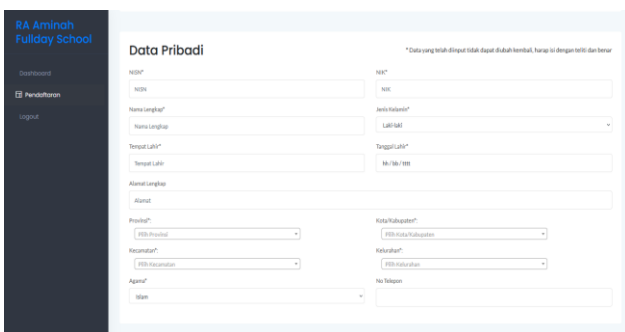 RA Aminah
Fullday School
Dashboard
Pendaftaran
Logout
Data Pribadi
* Data yang telah diinput tidak dapat diubah kembali, harap isi dengan teliti dan benar
NISN*
NIK*
NISN
NIK
Nama Lengkap*
Jenis Kelamin*
Nama Lengkap
Laki-laki
Tempat Lahir*
Tanggal Lahir*
Tempat Lahir
hh / bb / tttt
Alamat Lengkap
Alamat
Provinsi*:
Kota/Kabupaten*:
Pilih Provinsi
Pilih Kota/Kabupaten
Kecamatan*:
Kelurahan*:
Pilih Kecamatan
Pilih Kelurahan
Agama*
No Telepon
Islam